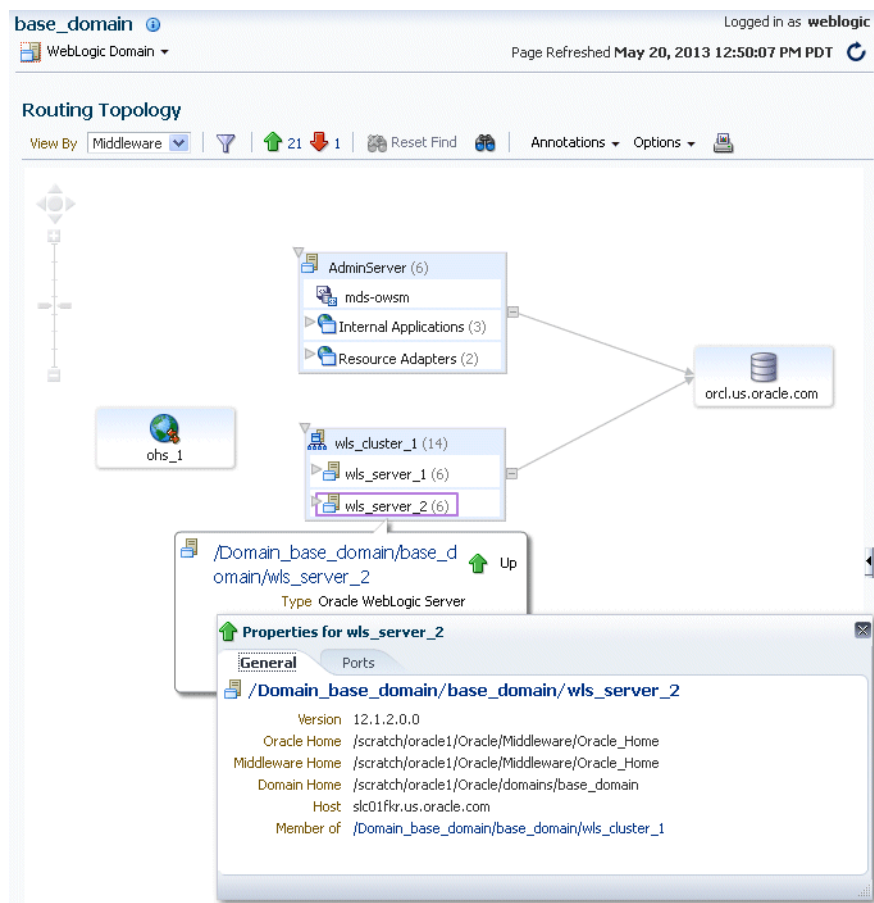 base_domain
Logged in as weblogic
WebLogic Domain
Page Refreshed May 20, 2013 12:50:07 PM PDT
Routing Topology
View By Middleware 21 1 Reset Find Annotations Options
AdminServer (6)
mds-owsm
Internal Applications (3)
Resource Adapters (2)
orcl.us.oracle.com
ohs_1
wls_cluster_1 (14)
wls_server_1 (6)
wls_server_2 (6)
/Domain_base_domain/base_d
omain/wls_server_2
Up
Type Oracle WebLogic Server
Properties for wls_server_2
General Ports
/Domain_base_domain/base_domain/wls_server_2
Version 12.1.2.0.0
Oracle Home /scratch/oracle1/Oracle/Middleware/Oracle_Home
Middleware Home /scratch/oracle1/Oracle/Middleware/Oracle_Home
Domain Home /scratch/oracle1/Oracle/domains/base_domain
Host slc01fkr.us.oracle.com
Member of /Domain_base_domain/base_domain/wls_cluster_1